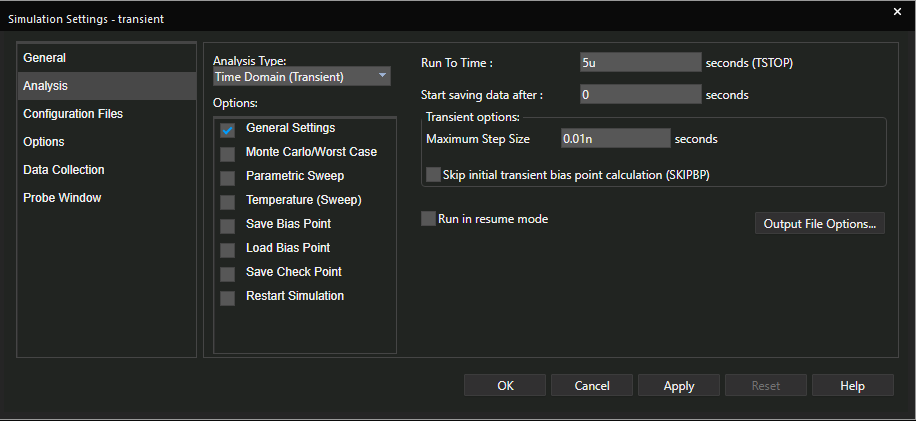 Simulation Settings - transient
×
General
Analysis
Configuration Files
Options
Data Collection
Probe Window
Analysis Type:
Time Domain (Transient)
Options:
General Settings
Monte Carlo/Worst Case
Parametric Sweep
Temperature (Sweep)
Save Bias Point
Load Bias Point
Save Check Point
Restart Simulation
Run To Time : 5u seconds (TSTOP)
Start saving data after : 0 seconds
Transient options:
Maximum Step Size 0.01n seconds
Skip initial transient bias point calculation (SKIPBP)
Run in resume mode
Output File Options...
OK Cancel Apply Reset Help